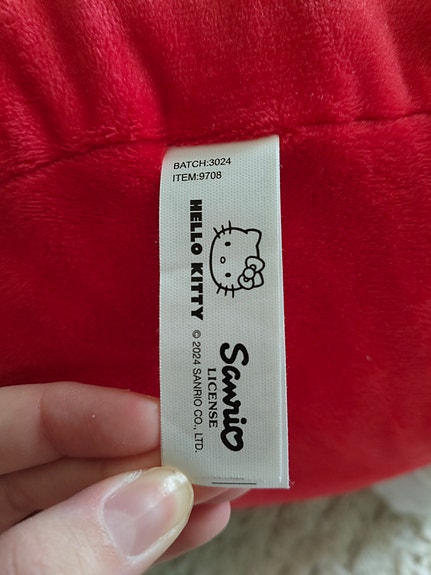 BATCH:3024
ITEM:9708
HELLO KITTY
Sanrio
LICENSE
© 2024 SANRIO CO., LTD.